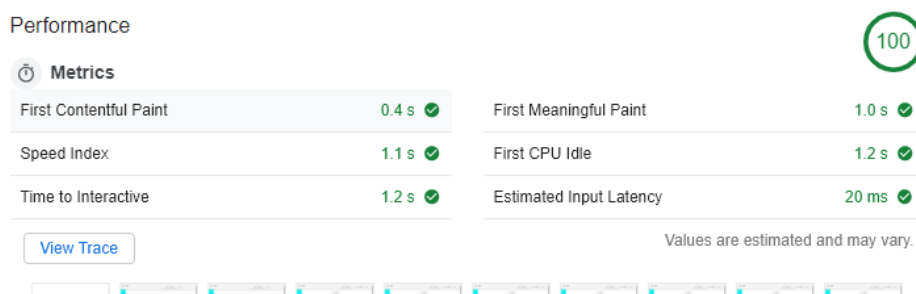 Performance
100
Metrics
First Contentful Paint 0.4 s
First Meaningful Paint 1.0 s
Speed Index 1.1 s
First CPU Idle 1.2 s
Time to Interactive 1.2 s
Estimated Input Latency 20 ms
View Trace
Values are estimated and may vary.